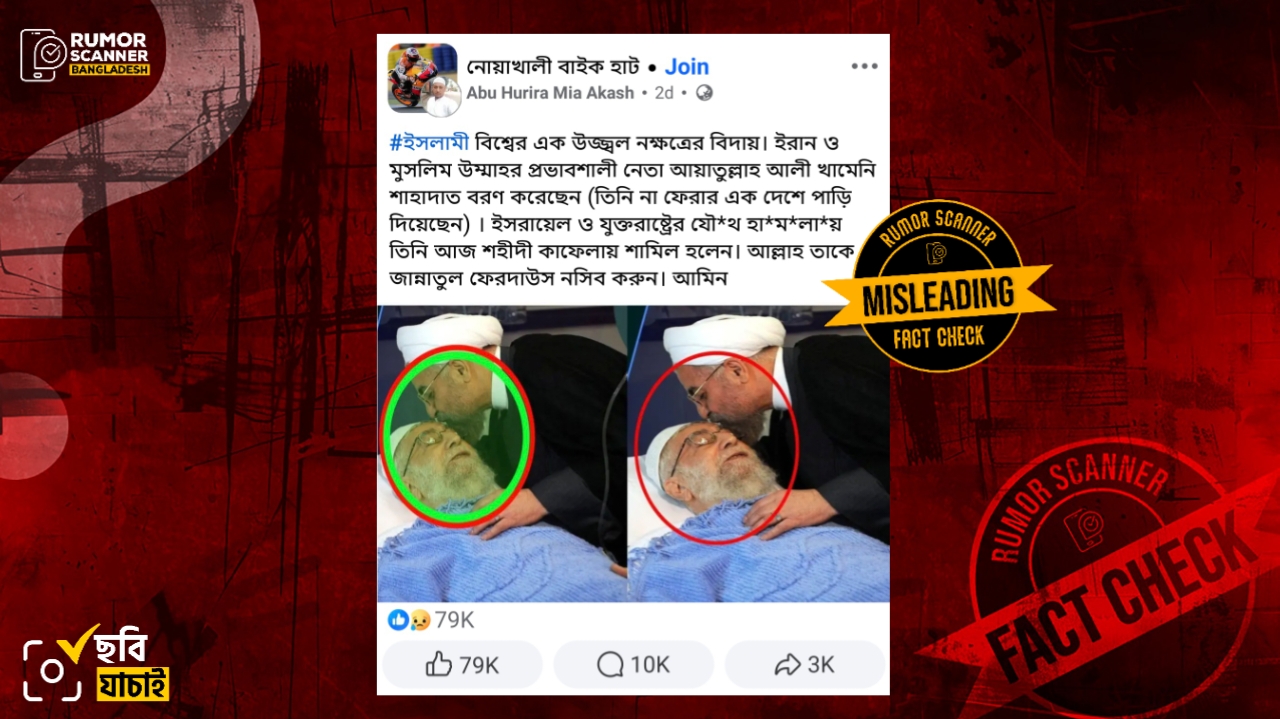 RUMOR
SCANNER
BANGLADESH
নোয়াখালী বাইক হাট • Join
Abu Hurira Mia Akash • 2d •
#ইসলামী বিশ্বের এক উজ্জ্বল নক্ষত্রের বিদায়। ইরান ও
মুসলিম উম্মাহর প্রভাবশালী নেতা আয়াতুল্লাহ আলী খামেনি
শাহাদাত বরণ করেছেন (তিনি না ফেরার এক দেশে পাড়ি
দিয়েছেন) । ইসরায়েল ও যুক্তরাষ্ট্রের যৌ*থ হা*ম*লা*য়
তিনি আজ শহীদী কাফেলায় শামিল হলেন। আল্লাহ তাকে
জান্নাতুল ফেরদাউস নসিব করুন। আমিন
RUMOR SCANNER
MISLEADING
FACT CHECK
79K
79K 10K 3K
RUMOR SCANNER
FACT CHECK
ছবি
যাচাই